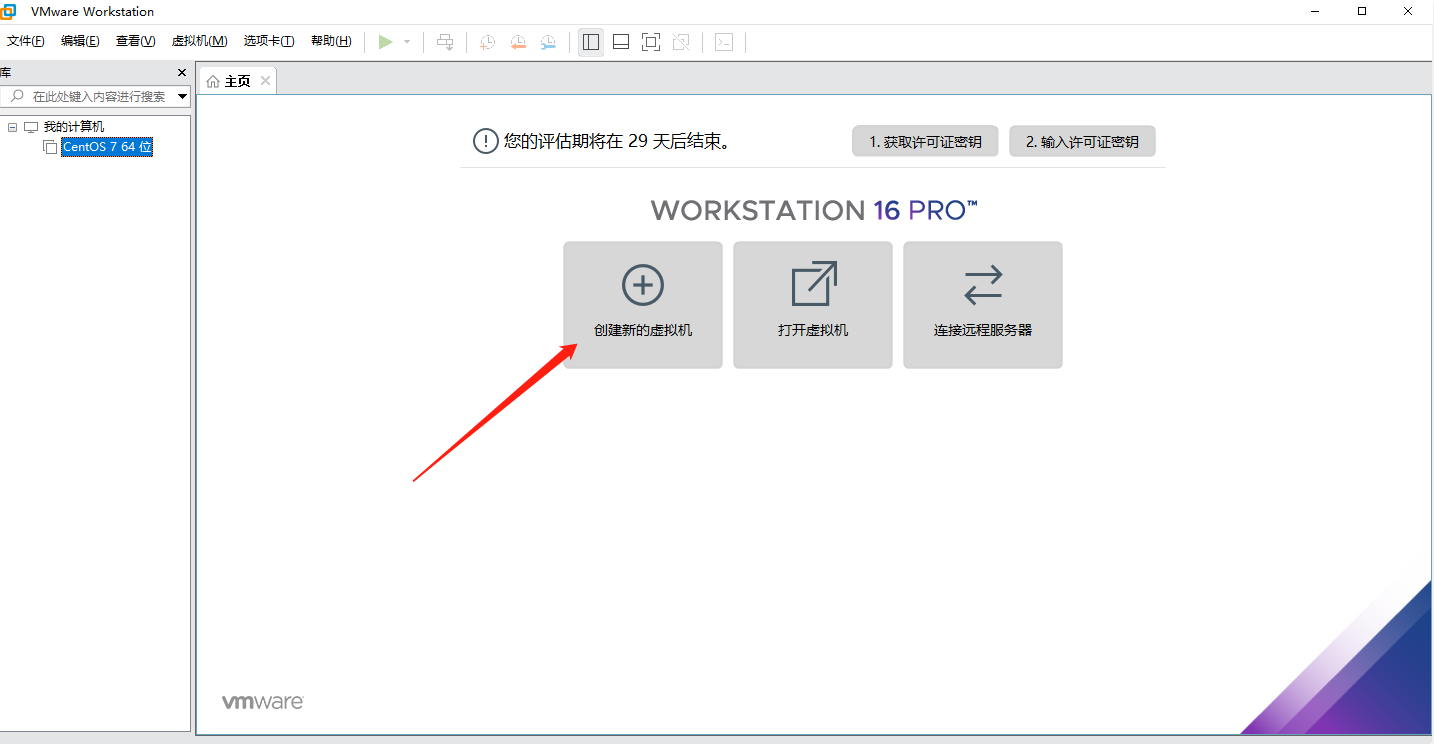 VMware Workstation
文件(F) 编辑(E) 查看(V) 虚拟机(M) 选项卡(T) 帮助(H)
库
在此处键入内容进行搜索
我的计算机
CentOS 7 64 位
主页
您的评估期将在 29 天后结束。
1. 获取许可证密钥
2. 输入许可证密钥
WORKSTATION 16 PRO™
创建新的虚拟机
打开虚拟机
连接远程服务器
vmware